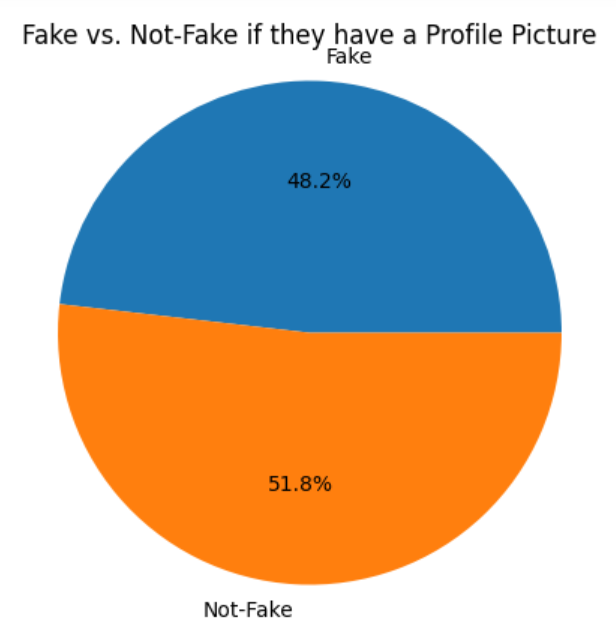 Fake vs. Not-Fake if they have a Profile Picture
Fake
48.2%
51.8%
Not-Fake